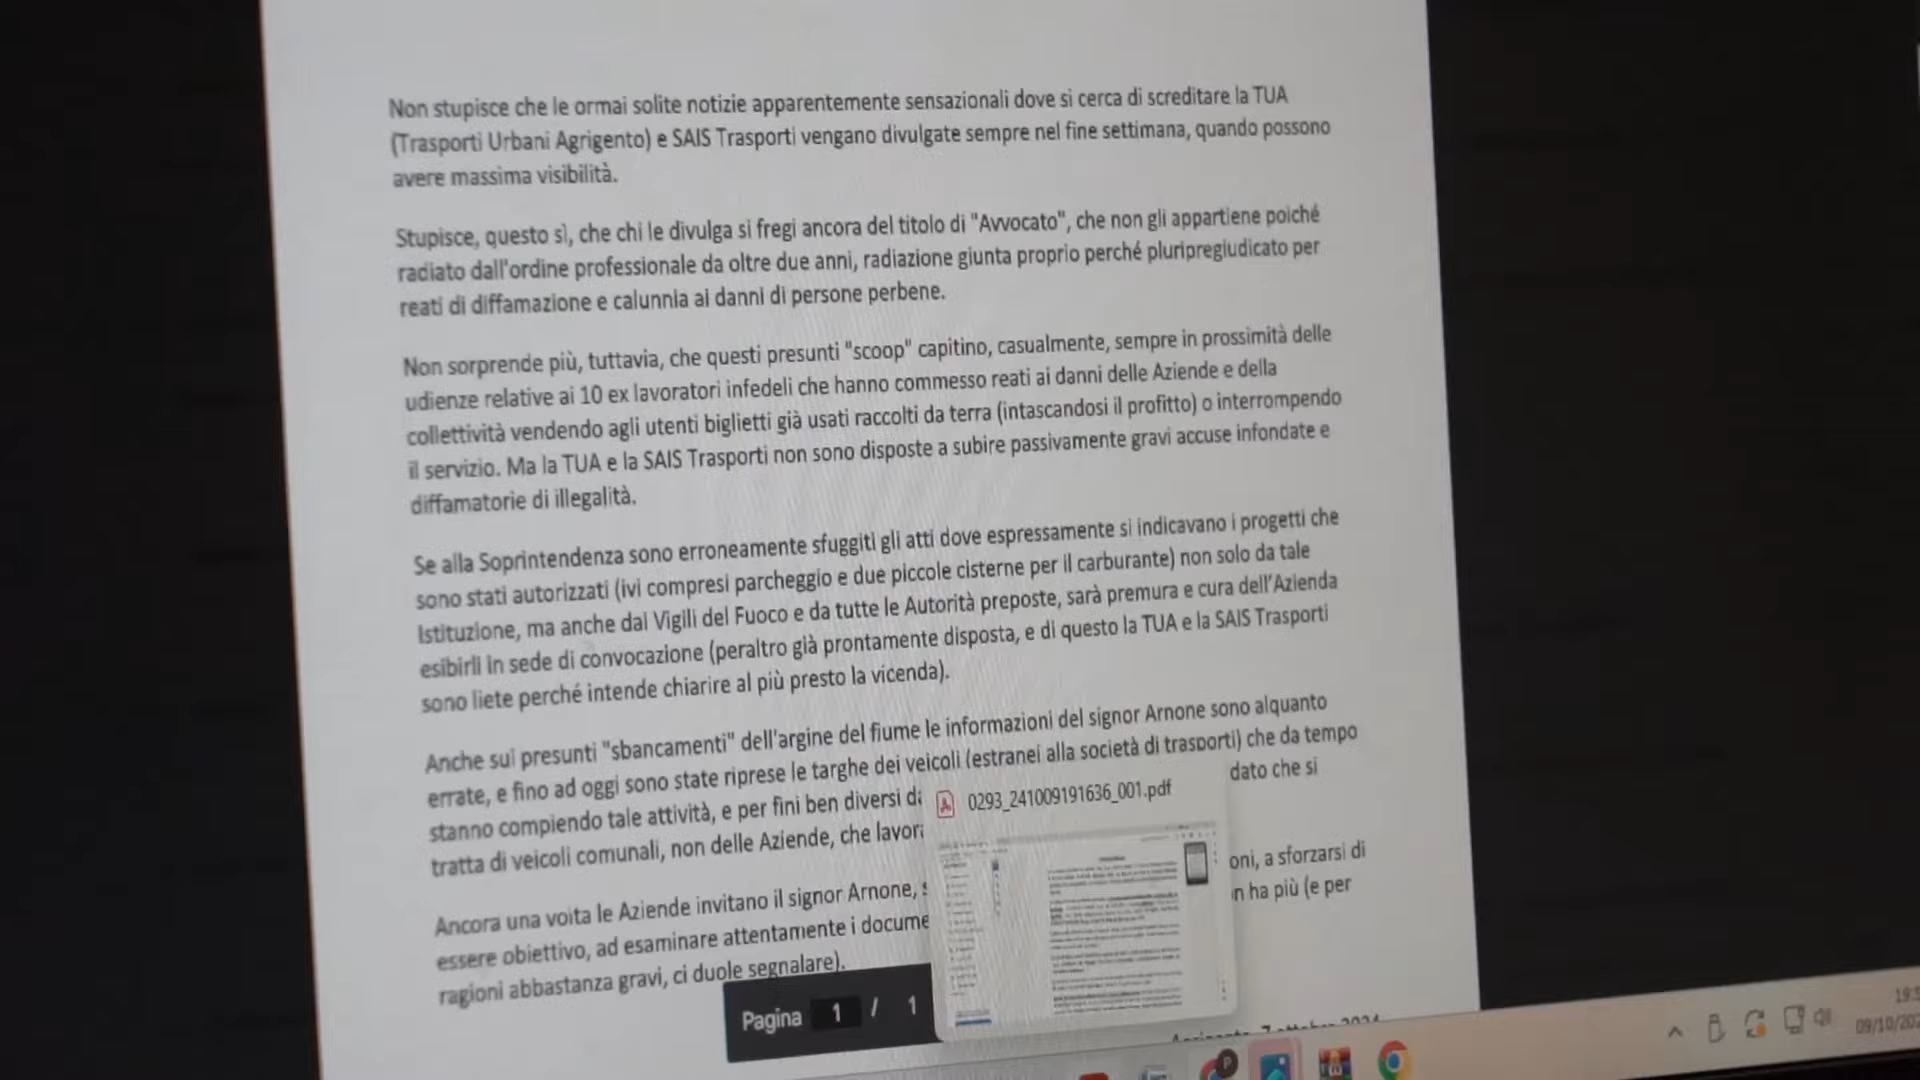 Non stupisce che le ormai solite notizie apparentemente sensazionali dove si cerca di screditare la TUA
(Trasporti Urbani Agrigento) e SAIS Trasporti vengano divulgate sempre nel fine settimana, quando possono
avere massima visibilità.
Stupisce, questo sì, che chi le divulga si fregi ancora del titolo di "Avvocato", che non gli appartiene poiché
radiato dall'ordine professionale da oltre due anni, radiazione giunta proprio perché pluripregiudicato per
reati di diffamazione e calunnia ai danni di persone perbene.
Non sorprende più, tuttavia, che questi presunti "scoop" capitino, casualmente, sempre in prossimità delle
udienze relative ai 10 ex lavoratori infedeli che hanno commesso reati ai danni delle Aziende e della
collettività vendendo agli utenti biglietti già usati raccolti da terra (intascandosi il profitto) o interrompendo
il servizio. Ma la TUA e la SAIS Trasporti non sono disposte a subire passivamente gravi accuse infondate e
diffamatorie di illegalità.
Se alla Soprintendenza sono erroneamente sfuggiti gli atti dove espressamente si indicavano i progetti che
sono stati autorizzati (ivi compresi parcheggio e due piccole cisterne per il carburante) non solo da tale
Istituzione, ma anche dai Vigili del Fuoco e da tutte le Autorità preposte, sarà premura e cura dell'Azienda
esibirli in sede di convocazione (peraltro già prontamente disposta, e di questo la TUA e la SAIS Trasporti
sono liete perché intende chiarire al più presto la vicenda).
Anche sui presunti "sbancamenti" dell'argine del fiume le informazioni del signor Arnone sono alquanto
errate, e fino ad oggi sono state riprese le targhe dei veicoli (estranei alla società di trasporti) che da tempo
stanno compiendo tale attività, e per fini ben diversi da dato che si
tratta di veicoli comunali, non delle Aziende, che
Ancora una volta le Aziende invitano il signor Arnone, a sforzarsi di
essere obiettivo, ad esaminare attentamente i ha più (e per
ragioni abbastanza gravi, ci duole segnalare).
0293_241009191636_001.pdf
Pagina 1 / 1
Agrigento, 7 ottobre 2024
19:5
09/10/202